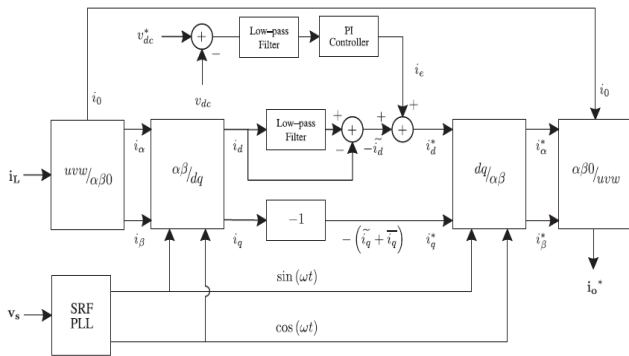 v*dc
+
−
Low–pass
Filter
PI
Controller
vdc
ie
i0
i0
iL
uvw/αβ0
iα
iβ
αβ/dq
id
Low–pass
Filter
+
−
−ĩd
+
+
i*d
iq
−1
−(ĩq + i̅q)
i*q
dq/αβ
i*α
i*β
αβ0/uvw
io*
vs
SRF
PLL
sin (ωt)
cos (ωt)